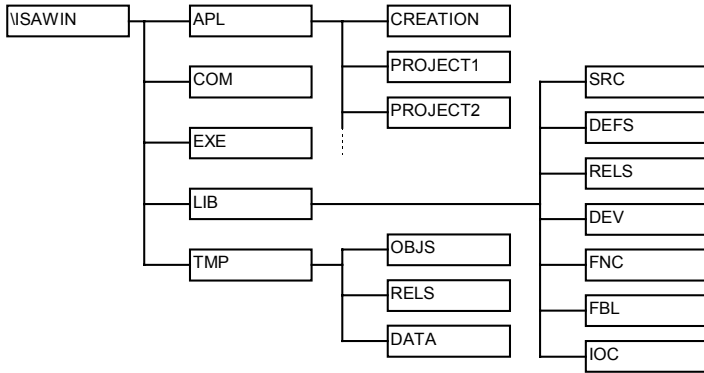 \ISAWIN
APL
CREATION
PROJECT1
PROJECT2
COM
EXE
LIB
SRC
DEFS
RELS
DEV
FNC
FBL
IOC
TMP
OBJS
RELS
DATA